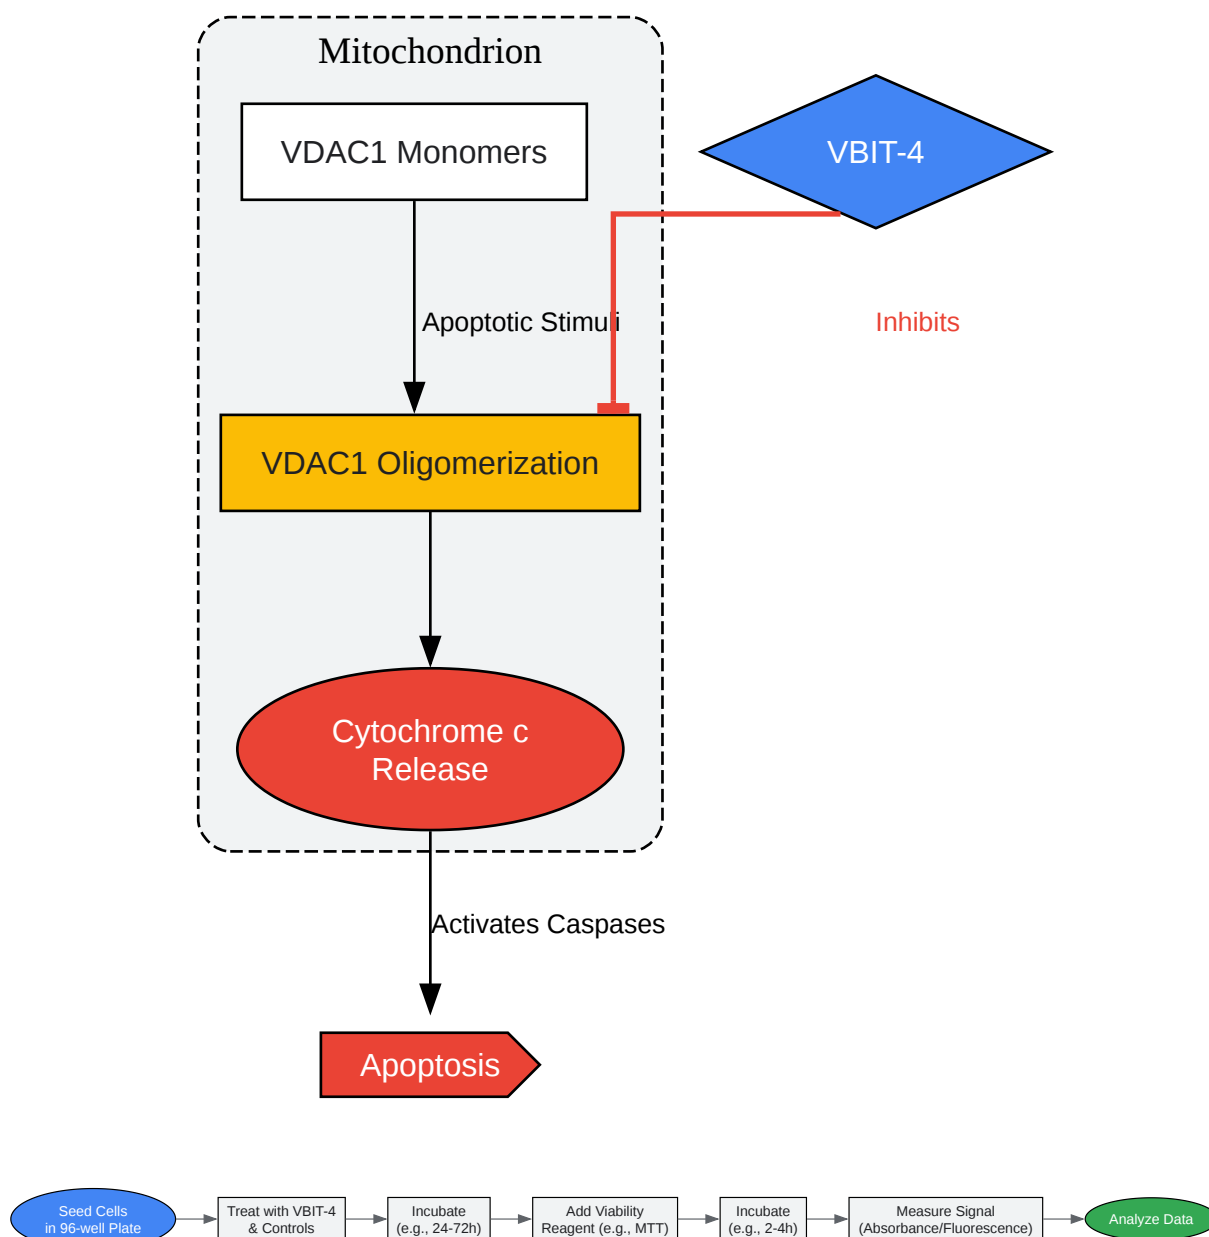 Mitochondrion
VDAC1 Monomers
VBIT-4
Apoptotic Stimuli
Inhibits
VDAC1 Oligomerization
Cytochrome c
Release
Activates Caspases
Apoptosis
Seed Cells
in 96-well Plate
Treat with VBIT-4
& Controls
Incubate
(e.g., 24-72h)
Add Viability
Reagent (e.g., MTT)
Incubate
(e.g., 2-4h)
Measure Signal
(Absorbance/Fluorescence)
Analyze Data